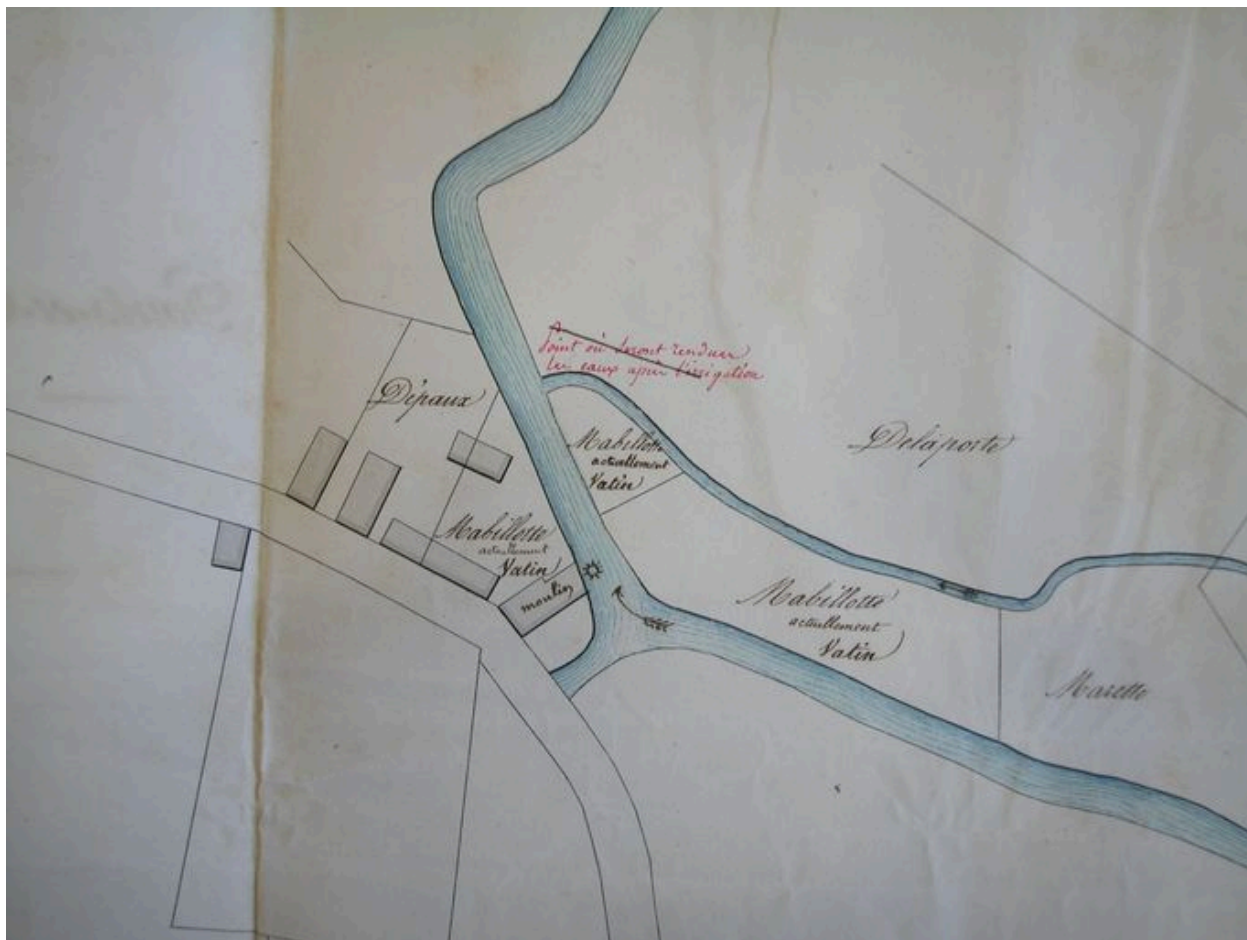 Point où seront rendues
les eaux après l'irrigation
Dépaux
Mabillotte
actuellement
Vatin
Delaporte
Mabillotte
actuellement
Vatin
moulin
Mabillotte
actuellement
Vatin
Marette